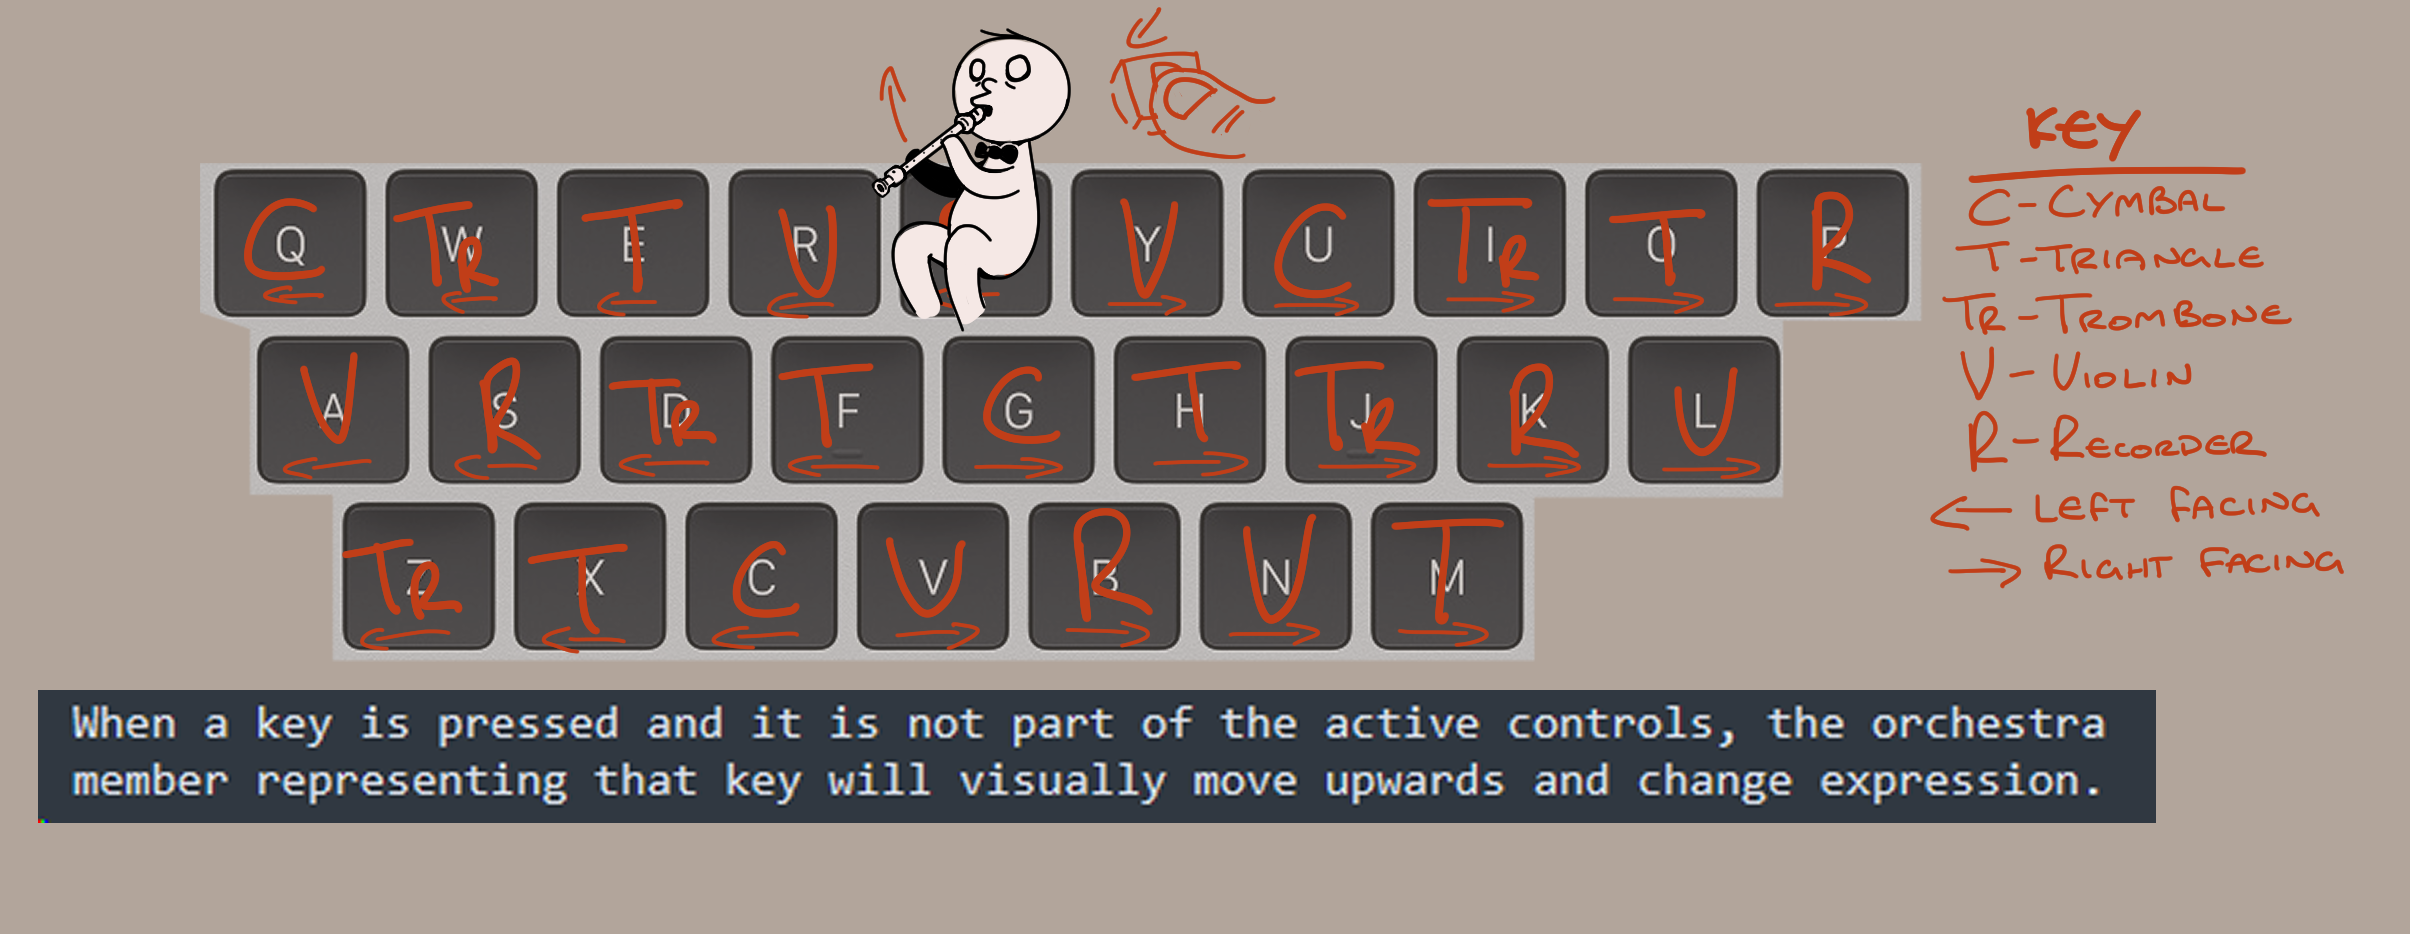 KEY
C - CYMBAL
T - TRIANGLE
TR - TROMBONE
V - VIOLIN
R - RECORDER
← LEFT FACING
→ RIGHT FACING
Q W E R Y U I O P
C TR T V V C TR T R
← ← ← ← → → → → →
A S D F G H J K L
V R TR T C T TR R V
← ← ← ← → → → → →
Z X C V B N M
TR T C V R V T
← ← ← → → → →
When a key is pressed and it is not part of the active controls, the orchestra
member representing that key will visually move upwards and change expression.